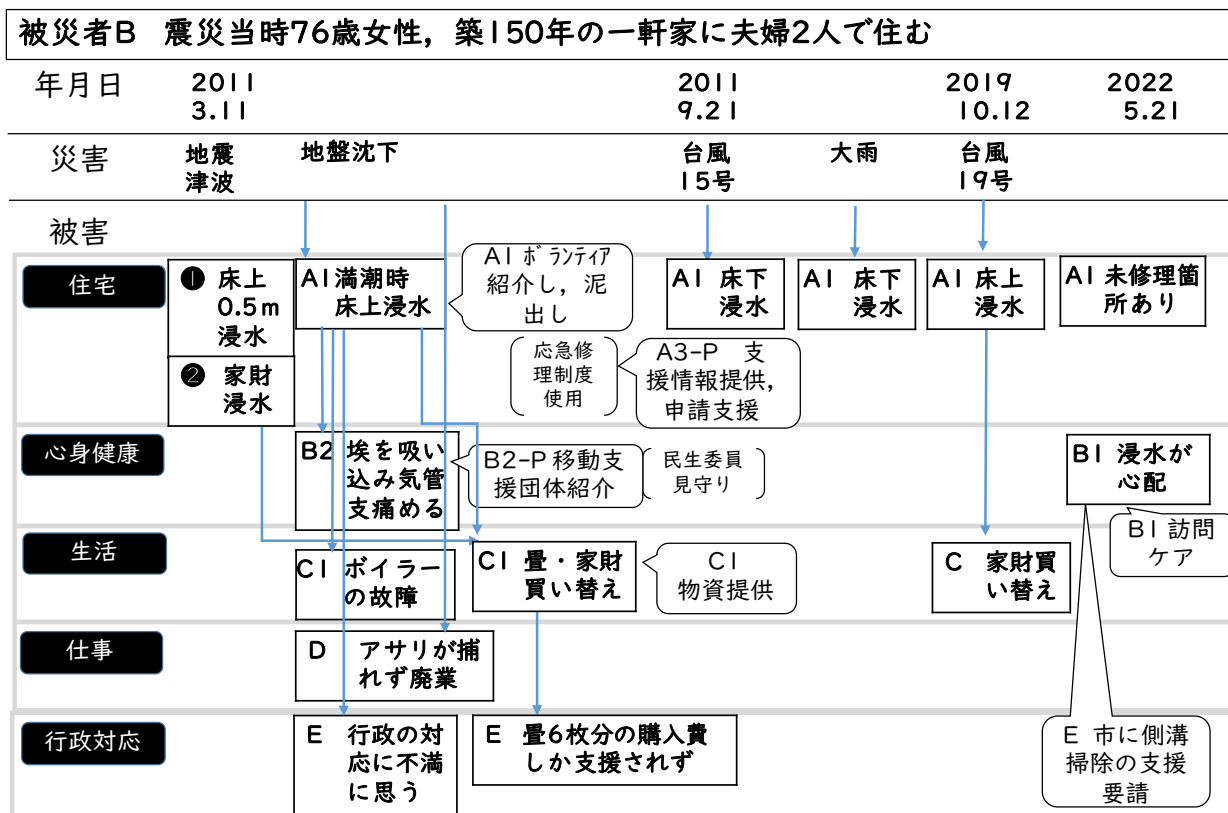 被災者B 震災当時76歳女性，築150年の一軒家に夫婦2人で住む
年月日
2011
3.11
2011
9.21
2019
10.12
2022
5.21
災害
地震
津波
地盤沈下
台風
15号
大雨
台風
19号
被害
住宅
❶ 床上
0.5m
浸水
❷ 家財
浸水
A1満潮時
床上浸水
A1ボランティア
紹介し，泥
出し
応急修
理制度
使用
A3-P 支
援情報提供，
申請支援
A1 床下
浸水
A1 床下
浸水
A1 床上
浸水
A1 未修理箇
所あり
心身健康
B2 埃を吸い
込み気管
支痛める
B2-P 移動支
援団体紹介
民生委員
見守り
B1 浸水が
心配
B1 訪問
ケア
生活
C1 ボイラー
の故障
C1 畳・家財
買い替え
C1
物資提供
C 家財買
い替え
仕事
D アサリが捕
れず廃業
行政対応
E 行政の対
応に不満
に思う
E 畳6枚分の購入費
しか支援されず
E 市に側溝
掃除の支援
要請